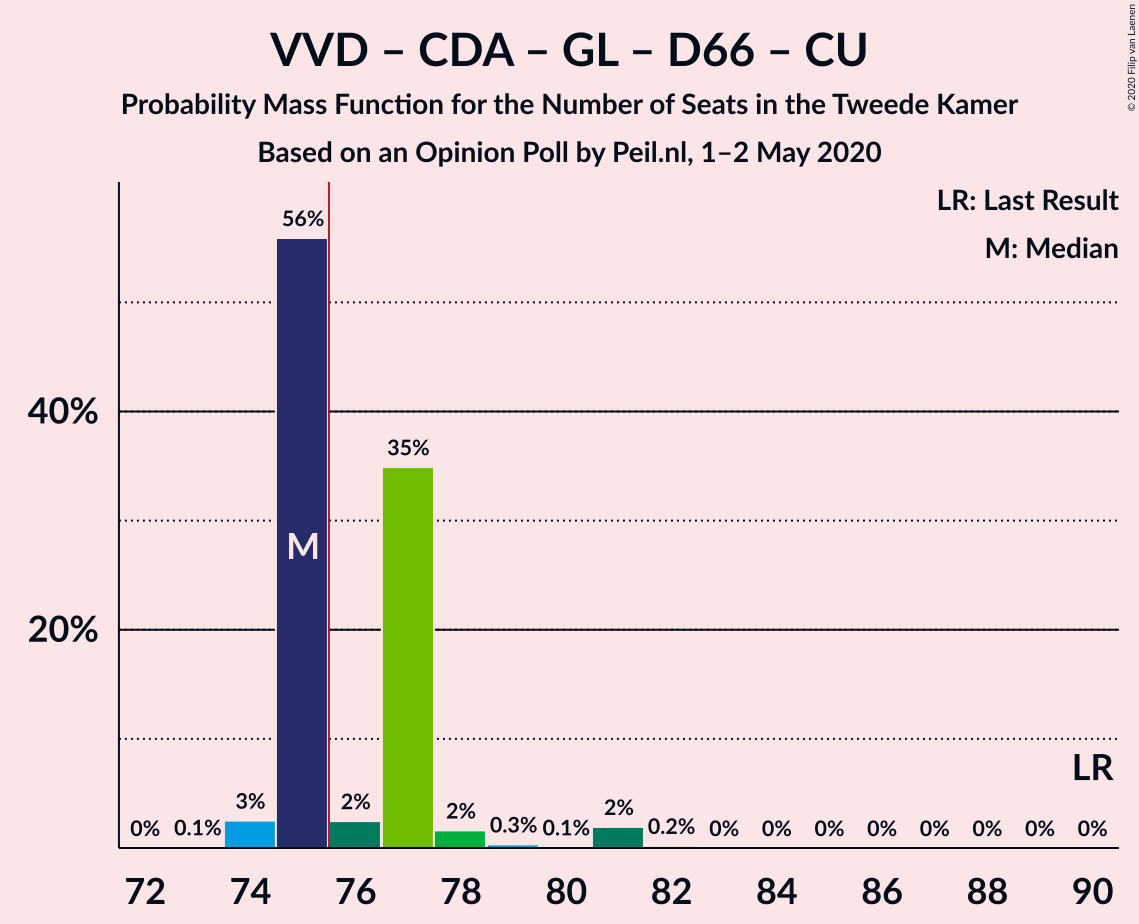 VVD – CDA – GL – D66 – CU
Probability Mass Function for the Number of Seats in the Tweede Kamer
Based on an Opinion Poll by Peil.nl, 1–2 May 2020
© 2020 Filip van Laenen
LR: Last Result
M: Median
56%
40%
35%
M
20%
LR
0% 0.1% 3% 2% 2% 0.3% 0.1% 2% 0.2% 0% 0% 0% 0% 0% 0% 0% 0%
72 74 76 78 80 82 84 86 88 90